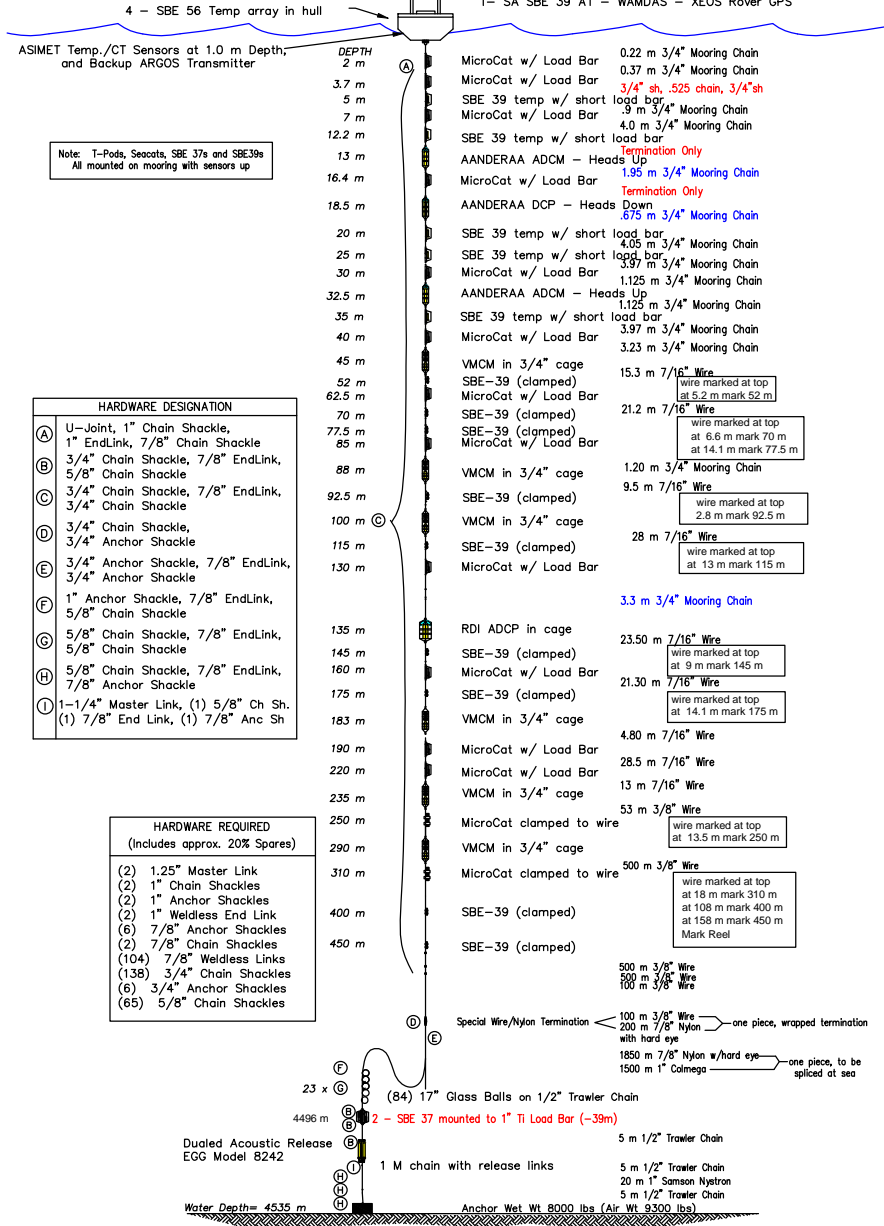 4 - SBE 56 Temp array in hull
1- SA SBE 39 AT - WAMDAS - XEOS Rover GPS
ASIMET Temp./CT Sensors at 1.0 m Depth,
and Backup ARGOS Transmitter
Note: T-Pods, Seacats, SBE 37s and SBE39s
All mounted on mooring with sensors up
DEPTH
A
2 m MicroCat w/ Load Bar 0.22 m 3/4" Mooring Chain
0.37 m 3/4" Mooring Chain
3.7 m MicroCat w/ Load Bar
3/4" sh, .525 chain, 3/4"sh
5 m SBE 39 temp w/ short load bar
.9 m 3/4" Mooring Chain
7 m MicroCat w/ Load Bar
4.0 m 3/4" Mooring Chain
12.2 m SBE 39 temp w/ short load bar
Termination Only
13 m AANDERAA ADCM - Heads Up
1.95 m 3/4" Mooring Chain
16.4 m MicroCat w/ Load Bar
Termination Only
18.5 m AANDERAA DCP - Heads Down
.675 m 3/4" Mooring Chain
20 m SBE 39 temp w/ short load bar
4.05 m 3/4" Mooring Chain
25 m SBE 39 temp w/ short load bar
3.97 m 3/4" Mooring Chain
30 m MicroCat w/ Load Bar
1.125 m 3/4" Mooring Chain
32.5 m AANDERAA ADCM - Heads Up
1.125 m 3/4" Mooring Chain
35 m SBE 39 temp w/ short load bar
3.97 m 3/4" Mooring Chain
40 m MicroCat w/ Load Bar
3.23 m 3/4" Mooring Chain
45 m VMCM in 3/4" cage
15.3 m 7/16" Wire
52 m SBE-39 (clamped)
wire marked at top
at 5.2 m mark 52 m
62.5 m MicroCat w/ Load Bar
21.2 m 7/16" Wire
70 m SBE-39 (clamped)
wire marked at top
at 6.6 m mark 70 m
at 14.1 m mark 77.5 m
77.5 m SBE-39 (clamped)
85 m MicroCat w/ Load Bar
1.20 m 3/4" Mooring Chain
88 m VMCM in 3/4" cage
9.5 m 7/16" Wire
92.5 m SBE-39 (clamped)
wire marked at top
2.8 m mark 92.5 m
100 m C VMCM in 3/4" cage
28 m 7/16" Wire
115 m SBE-39 (clamped)
wire marked at top
at 13 m mark 115 m
130 m MicroCat w/ Load Bar
3.3 m 3/4" Mooring Chain
135 m RDI ADCP in cage
23.50 m 7/16" Wire
145 m SBE-39 (clamped)
wire marked at top
at 9 m mark 145 m
160 m MicroCat w/ Load Bar
21.30 m 7/16" Wire
175 m SBE-39 (clamped)
wire marked at top
at 14.1 m mark 175 m
183 m VMCM in 3/4" cage
4.80 m 7/16" Wire
190 m MicroCat w/ Load Bar
28.5 m 7/16" Wire
220 m MicroCat w/ Load Bar
13 m 7/16" Wire
235 m VMCM in 3/4" cage
53 m 3/8" Wire
250 m MicroCat clamped to wire
wire marked at top
at 13.5 m mark 250 m
290 m VMCM in 3/4" cage
500 m 3/8" Wire
310 m MicroCat clamped to wire
wire marked at top
at 18 m mark 310 m
at 108 m mark 400 m
at 158 m mark 450 m
Mark Reel
400 m SBE-39 (clamped)
450 m SBE-39 (clamped)
500 m 3/8" Wire
500 m 3/8" Wire
100 m 3/8" Wire
HARDWARE DESIGNATION
A U-Joint, 1" Chain Shackle,
1" EndLink, 7/8" Chain Shackle
B 3/4" Chain Shackle, 7/8" EndLink,
5/8" Chain Shackle
C 3/4" Chain Shackle, 7/8" EndLink,
3/4" Chain Shackle
D 3/4" Chain Shackle,
3/4" Anchor Shackle
E 3/4" Anchor Shackle, 7/8" EndLink,
3/4" Anchor Shackle
F 1" Anchor Shackle, 7/8" EndLink,
5/8" Chain Shackle
G 5/8" Chain Shackle, 7/8" EndLink,
5/8" Chain Shackle
H 5/8" Chain Shackle, 7/8" EndLink,
7/8" Anchor Shackle
I 1-1/4" Master Link, (1) 5/8" Ch Sh.
(1) 7/8" End Link, (1) 7/8" Anc Sh
HARDWARE REQUIRED
(Includes approx. 20% Spares)
(2) 1.25" Master Link
(2) 1" Chain Shackles
(2) 1" Anchor Shackles
(2) 1" Weldless End Link
(6) 7/8" Anchor Shackles
(2) 7/8" Chain Shackles
(104) 7/8" Weldless Links
(138) 3/4" Chain Shackles
(6) 3/4" Anchor Shackles
(65) 5/8" Chain Shackles
D Special Wire/Nylon Termination
100 m 3/8" Wire
200 m 7/8" Nylon
with hard eye
one piece, wrapped termination
E
1850 m 7/8" Nylon w/hard eye
1500 m 1" Colmega
one piece, to be
spliced at sea
F
23 x G
(84) 17" Glass Balls on 1/2" Trawler Chain
B
4496 m
B
2 - SBE 37 mounted to 1" Ti Load Bar (-39m)
Dualed Acoustic Release
EGG Model 8242
B
5 m 1/2" Trawler Chain
I 1 M chain with release links
5 m 1/2" Trawler Chain
H 20 m 1" Samson Nystron
H 5 m 1/2" Trawler Chain
H
Water Depth= 4535 m
Anchor Wet Wt 8000 lbs (Air Wt 9300 lbs)